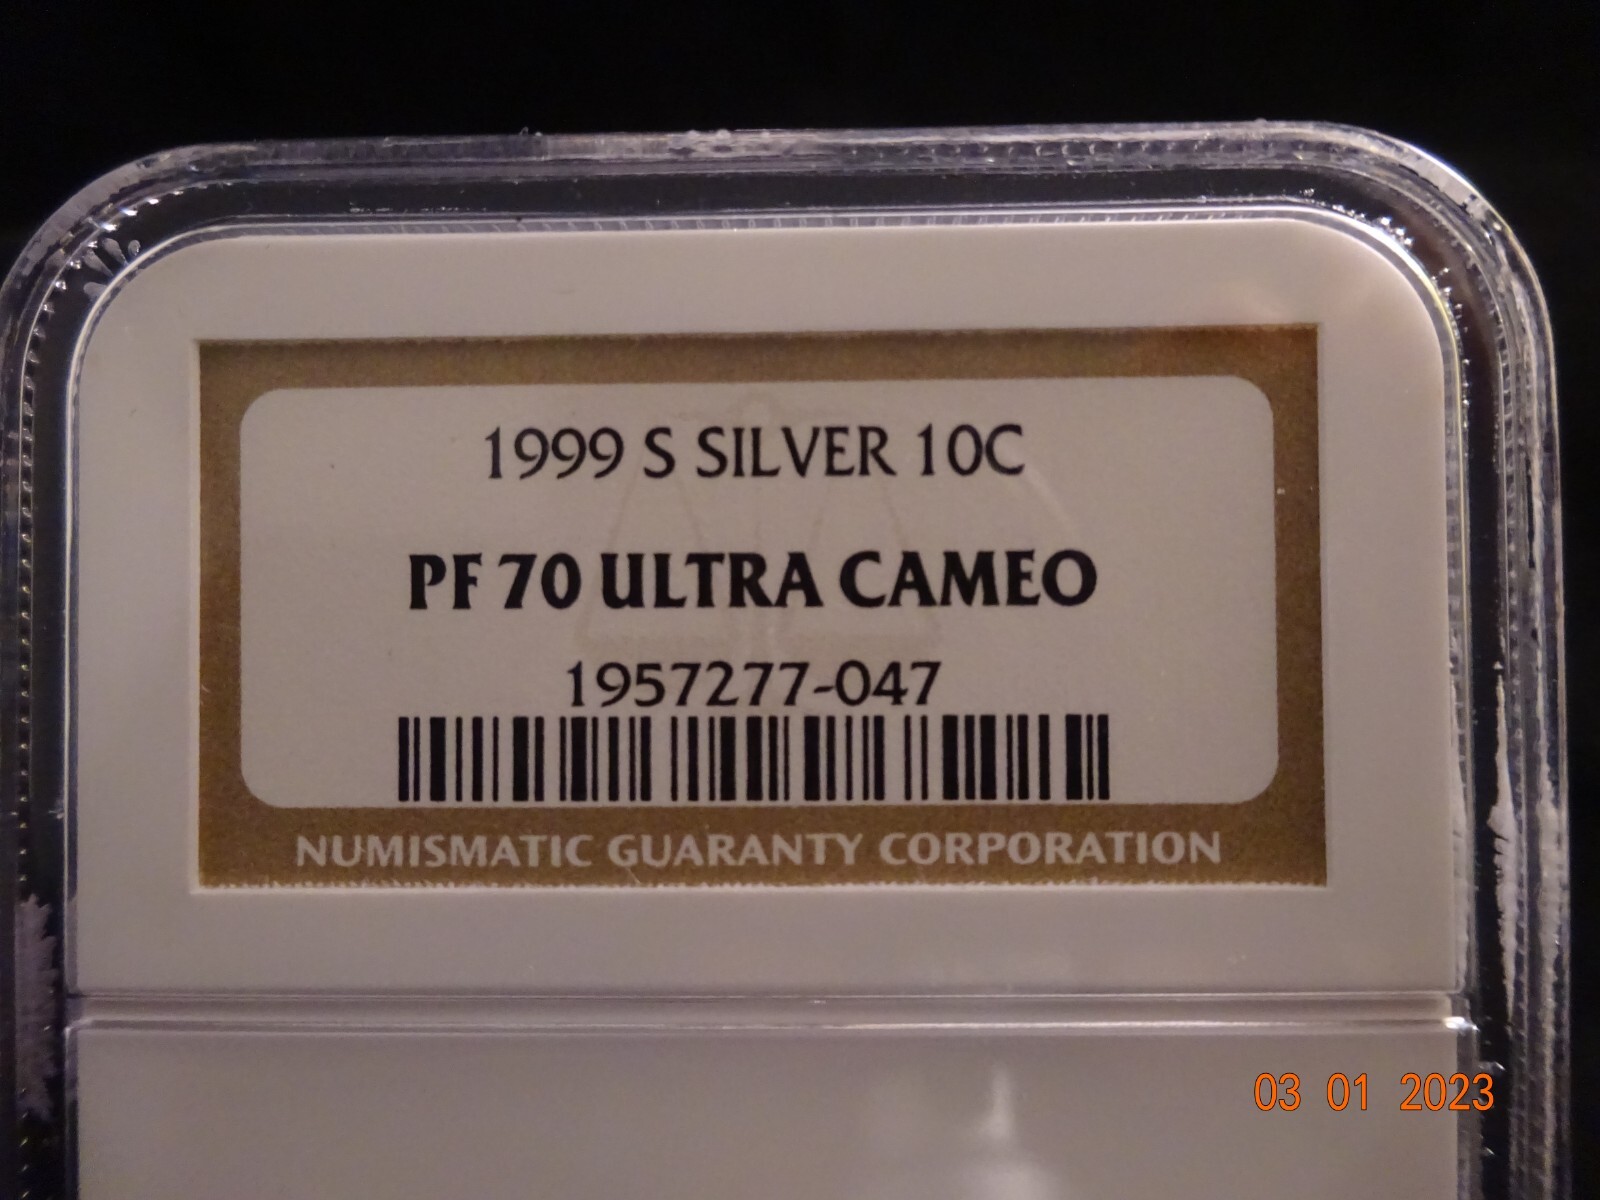 1999 S SILVER 10C
PF 70 ULTRA CAMEO
1957277-047
NUMISMATIC GUARANTY CORPORATION
03 01 2023